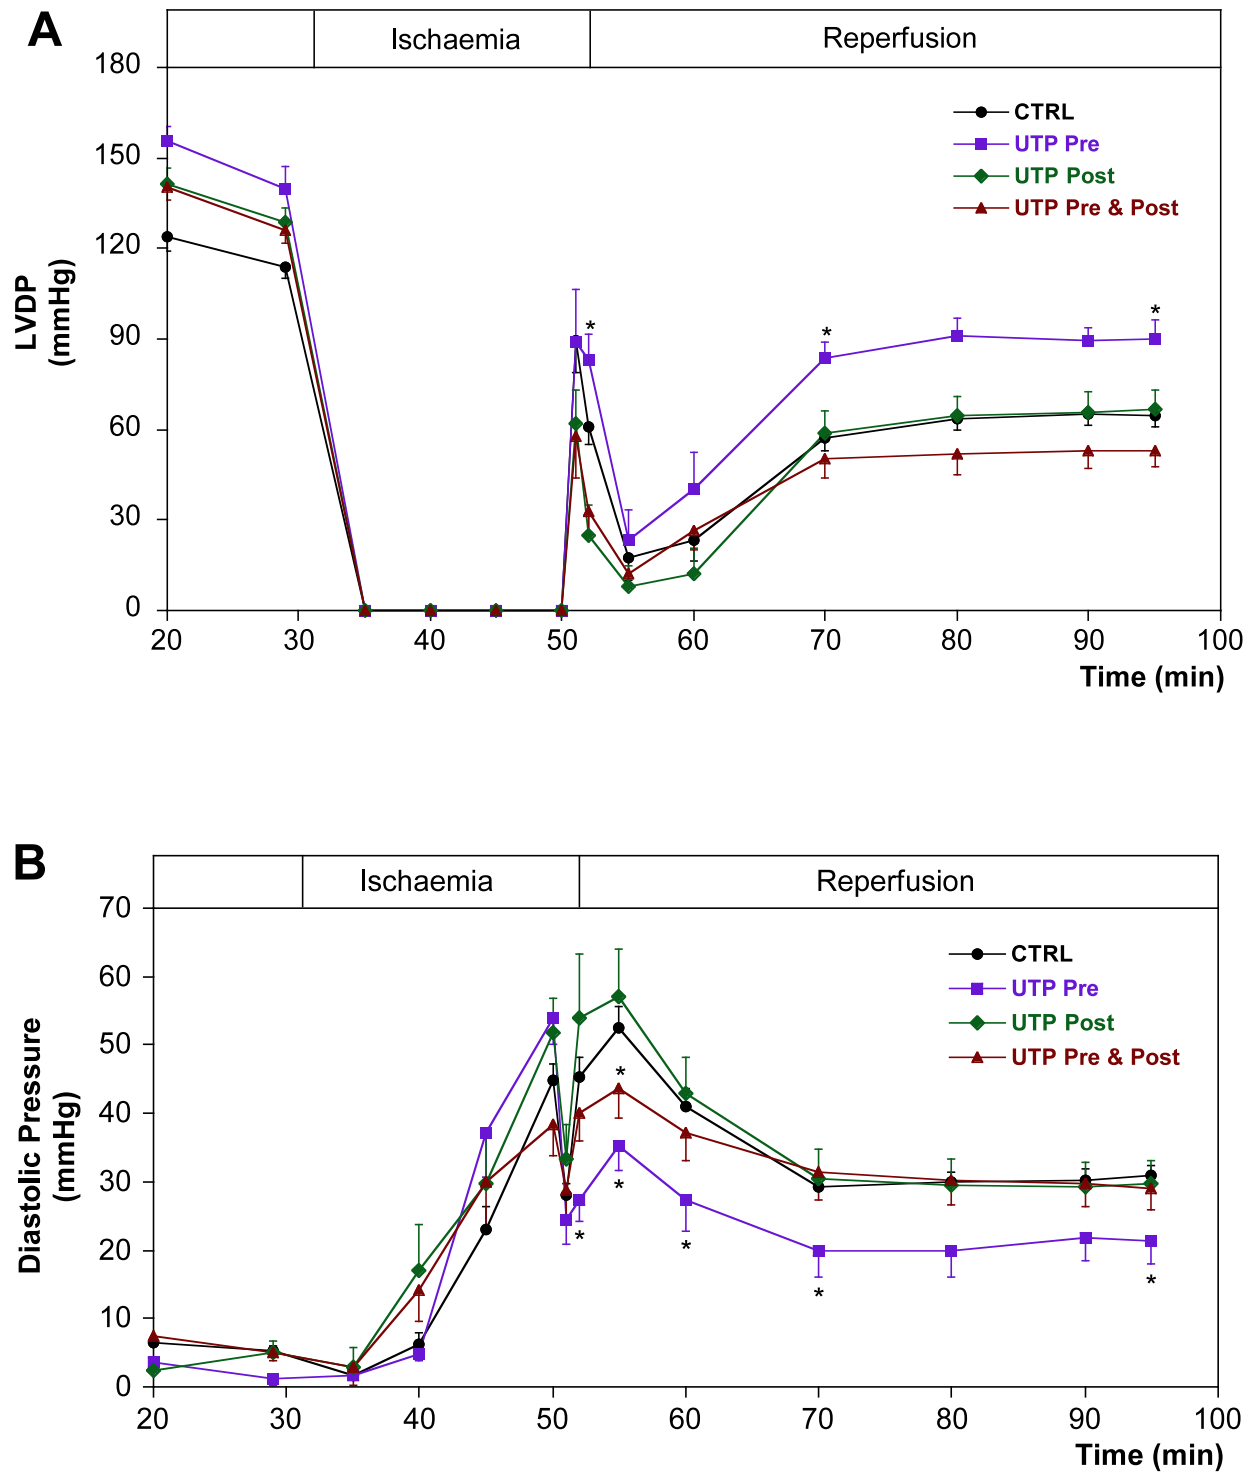 A
Ischaemia
Reperfusion
180
150
120
90
60
30
0
LVDP
(mmHg)
CTRL
UTP Pre
UTP Post
UTP Pre & Post
*
*
*
20
30
40
50
60
70
80
90
100
Time (min)
B
Ischaemia
Reperfusion
70
60
50
40
30
20
10
0
Diastolic Pressure
(mmHg)
CTRL
UTP Pre
UTP Post
UTP Pre & Post
*
*
*
*
*
*
20
30
40
50
60
70
80
90
100
Time (min)